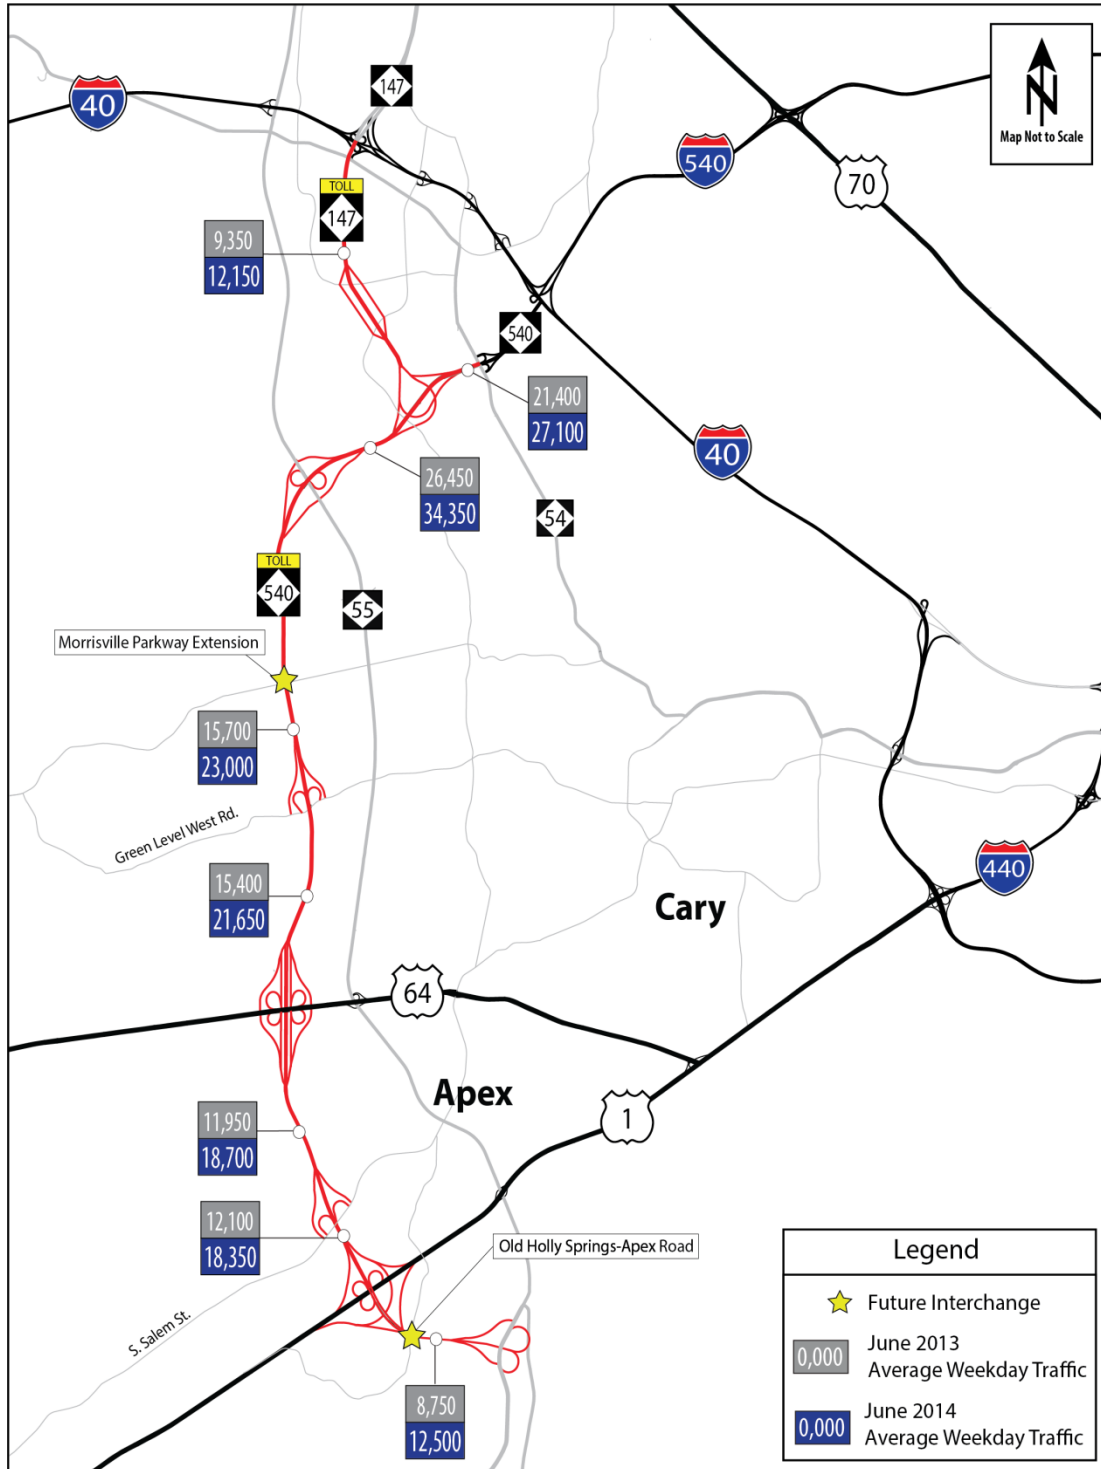 147
40
N
Map Not to Scale
540
70
TOLL
147
9,350
12,150
540
21,400
27,100
40
26,450
34,350
54
TOLL
540
55
Morrisville Parkway Extension
15,700
23,000
Green Level West Rd.
440
15,400
21,650
Cary
64
Apex
1
11,950
18,700
12,100
18,350
Old Holly Springs-Apex Road
S. Salem St.
8,750
12,500
Legend
Future Interchange
0,000
June 2013
Average Weekday Traffic
0,000
June 2014
Average Weekday Traffic